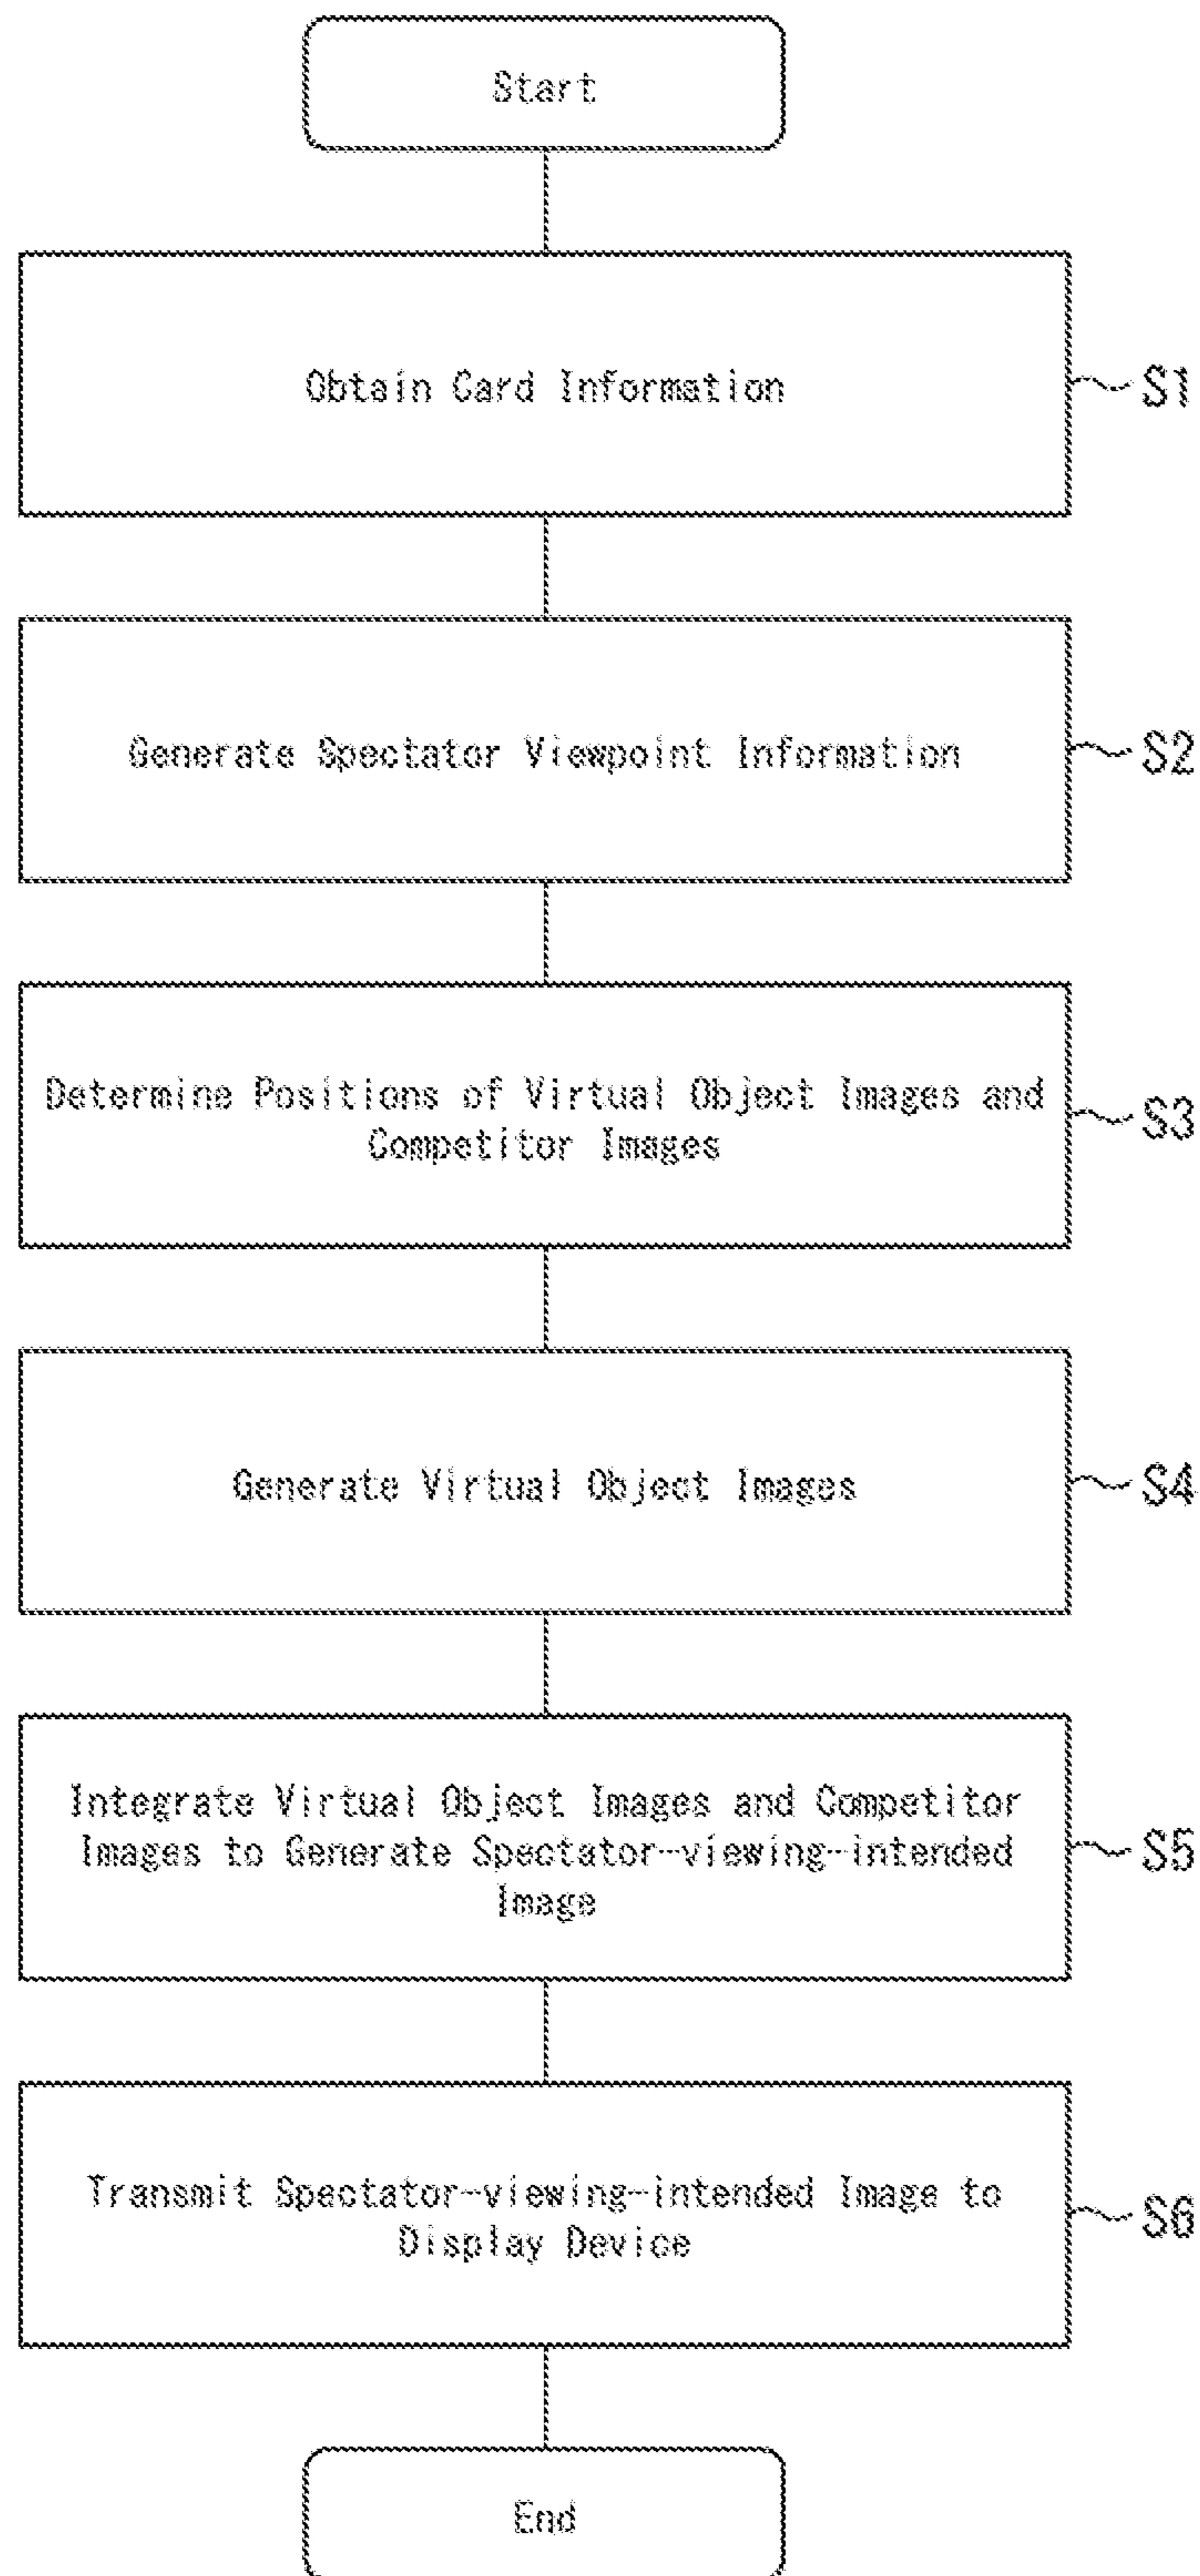 Start
Obtain Card Information
S1
Generate Spectator Viewpoint Information
S2
Determine Positions of Virtual Object Images and
Competitor Images
S3
Generate Virtual Object Images
S4
Integrate Virtual Object Images and Competitor
Images to Generate Spectator-viewing-intended
Image
S5
Transmit Spectator-viewing-intended Image to
Display Device
S6
End